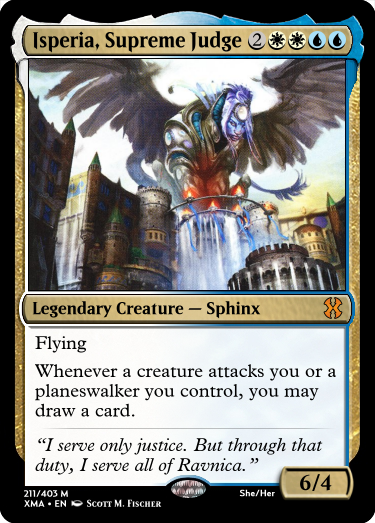 Isperia, Supreme Judge 2
Legendary Creature — Sphinx
Flying
Whenever a creature attacks you or a
planeswalker you control, you may
draw a card.
“I serve only justice. But through that
duty, I serve all of Ravnica.”
6/4
211/403 M
XMA • EN Scott M. Fischer
She/Her